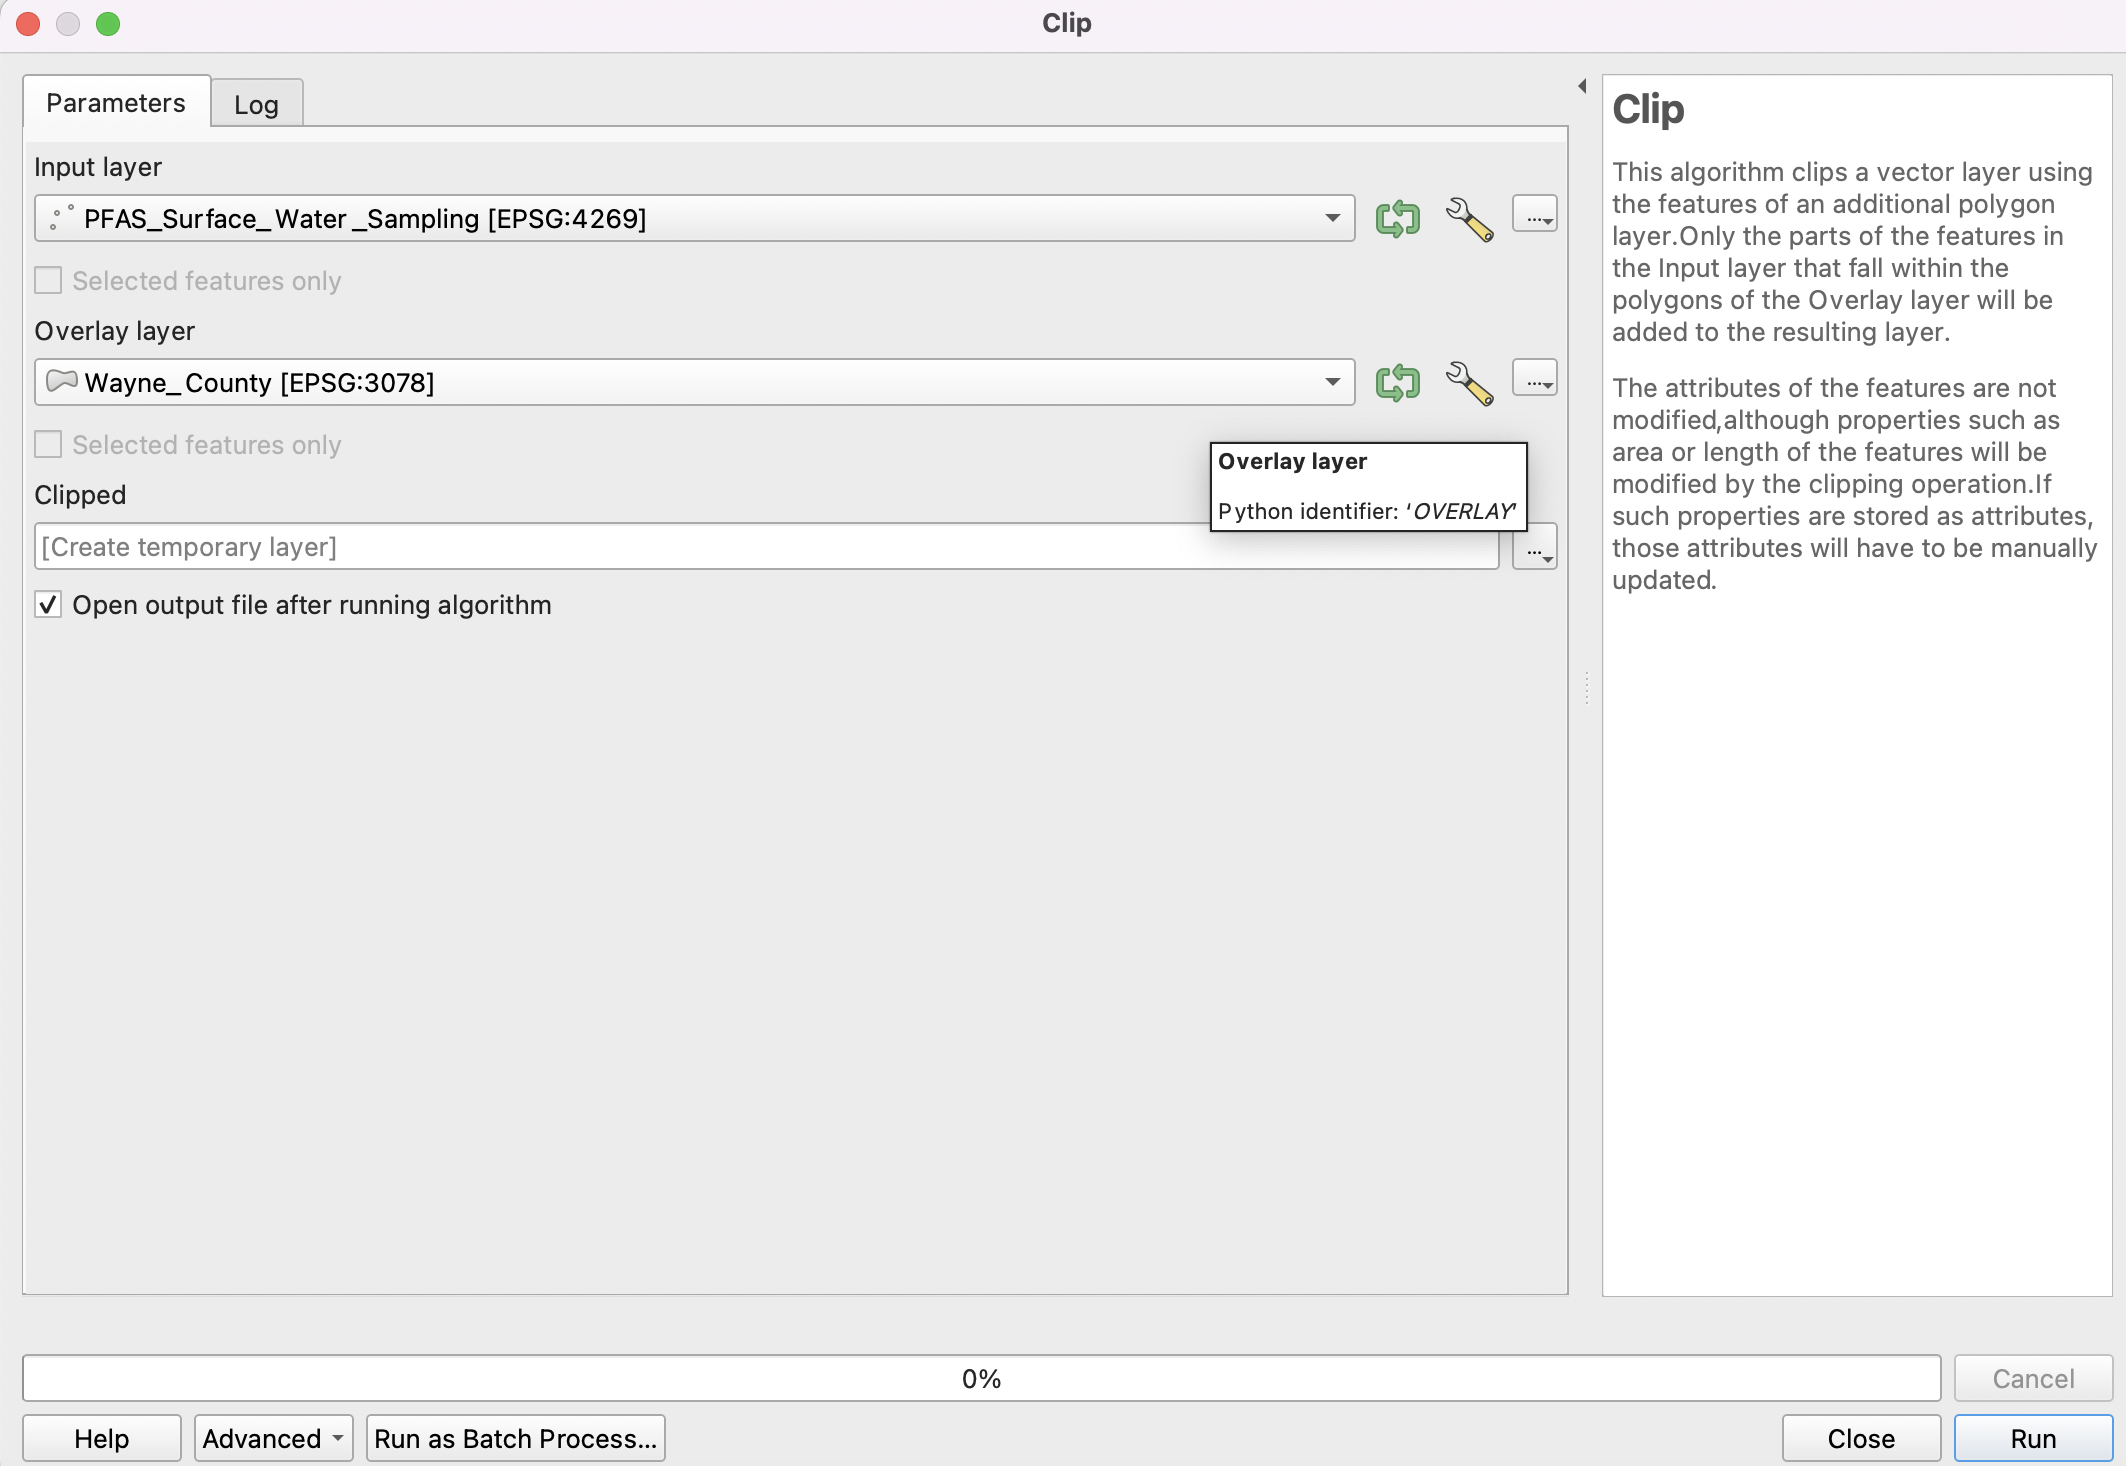 Clip
Parameters
Log
Input layer
PFAS_Surface_Water_Sampling [EPSG:4269]
...
Selected features only
Overlay layer
Wayne_County [EPSG:3078]
...
Selected features only
Overlay layer
Python identifier: 'OVERLAY'
Clipped
[Create temporary layer]
...
Open output file after running algorithm
Clip
This algorithm clips a vector layer using
the features of an additional polygon
layer.Only the parts of the features in
the Input layer that fall within the
polygons of the Overlay layer will be
added to the resulting layer.
The attributes of the features are not
modified,although properties such as
area or length of the features will be
modified by the clipping operation.If
such properties are stored as attributes,
those attributes will have to be manually
updated.
0%
Cancel
Help
Advanced
Run as Batch Process...
Close
Run